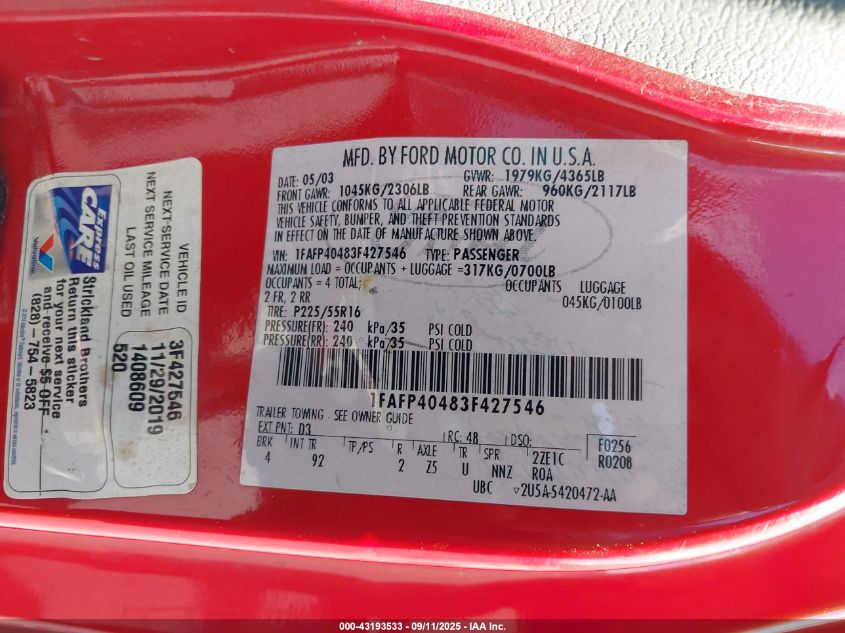 MFD. BY FORD MOTOR CO. IN U.S.A.
DATE: 05/03 GVWR: 1979KG/4365LB
FRONT GAWR: 1045KG/2306LB REAR GAWR: 960KG/2117LB
THIS VEHICLE CONFORMS TO ALL APPLICABLE FEDERAL MOTOR
VEHICLE SAFETY, BUMPER, AND THEFT PREVENTION STANDARDS
IN EFFECT ON THE DATE OF MANUFACTURE SHOWN ABOVE.
VIN: 1FAFP40483F427546 TYPE: PASSENGER
MAXIMUM LOAD = OCCUPANTS + LUGGAGE =317KG/0700LB
OCCUPANTS = 4 TOTAL; OCCUPANTS LUGGAGE
2 FR, 2 RR 045KG/0100LB
TIRE: P225/55R16
PRESSURE(FR): 240 kPa/35 PSI COLD
PRESSURE(RR): 240 kPa/35 PSI COLD
1FAFP40483F427546
TRAILER TOWING - SEE OWNER GUIDE
EXT PNT: D3 RC: 48 DSO: F0256
BRK INT TR TP/PS R AXLE TR SPR 2ZE1C R0208
4 92 2 Z5 U NNZ ROA
UBC 2U5A-5420472-AA
Express
CARE
Valvoline
Strickland Brothers
Return this sticker
for your next service
and receive $5 OFF
(828) - 754 - 5823
VEHICLE ID 3F427546
NEXT SERVICE DATE 11/29/2019
NEXT SERVICE MILEAGE 1408609
LAST OIL USED 520
000-43193533 - 09/11/2025 - IAA Inc.